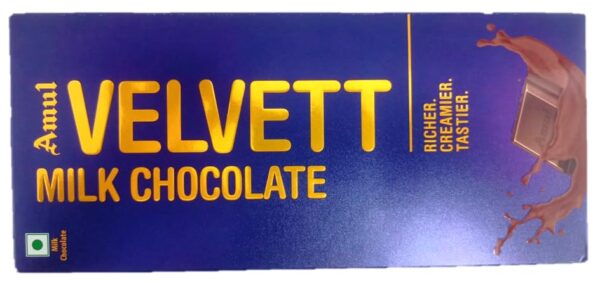 Amul
VELVETT
MILK CHOCOLATE
RICHER.
CREAMIER.
TASTIER.
Milk
Chocolate